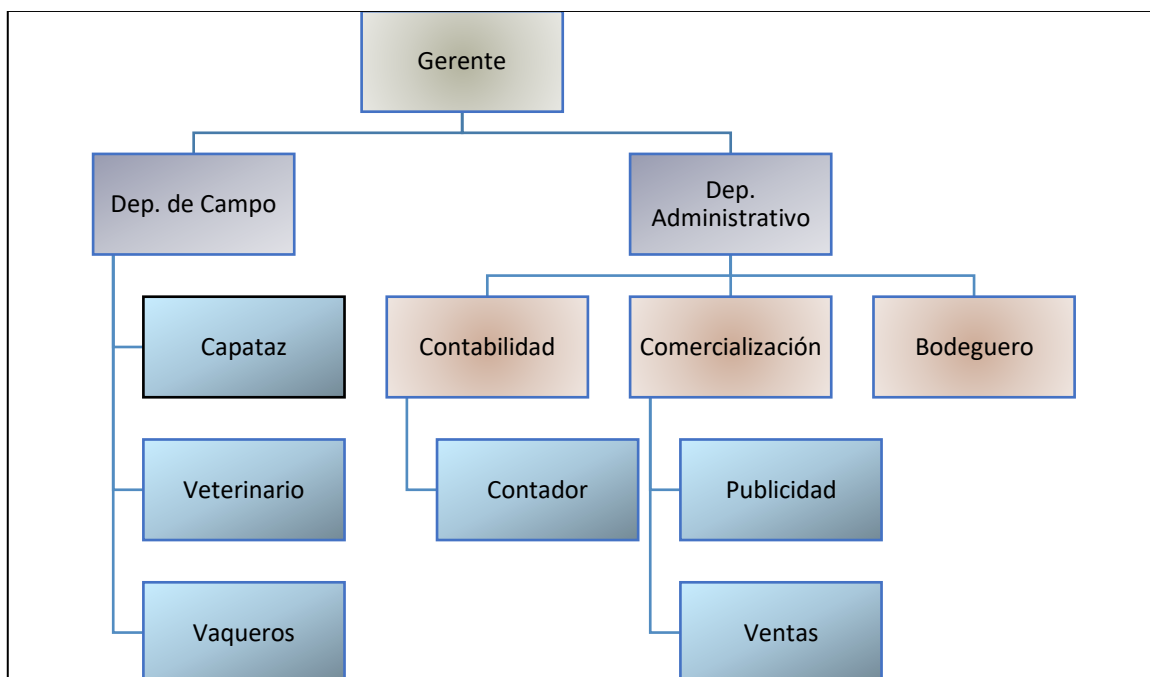 Gerente
Dep. de Campo
Dep.
Administrativo
Capataz
Contabilidad
Comercialización
Bodeguero
Veterinario
Contador
Publicidad
Vaqueros
Ventas